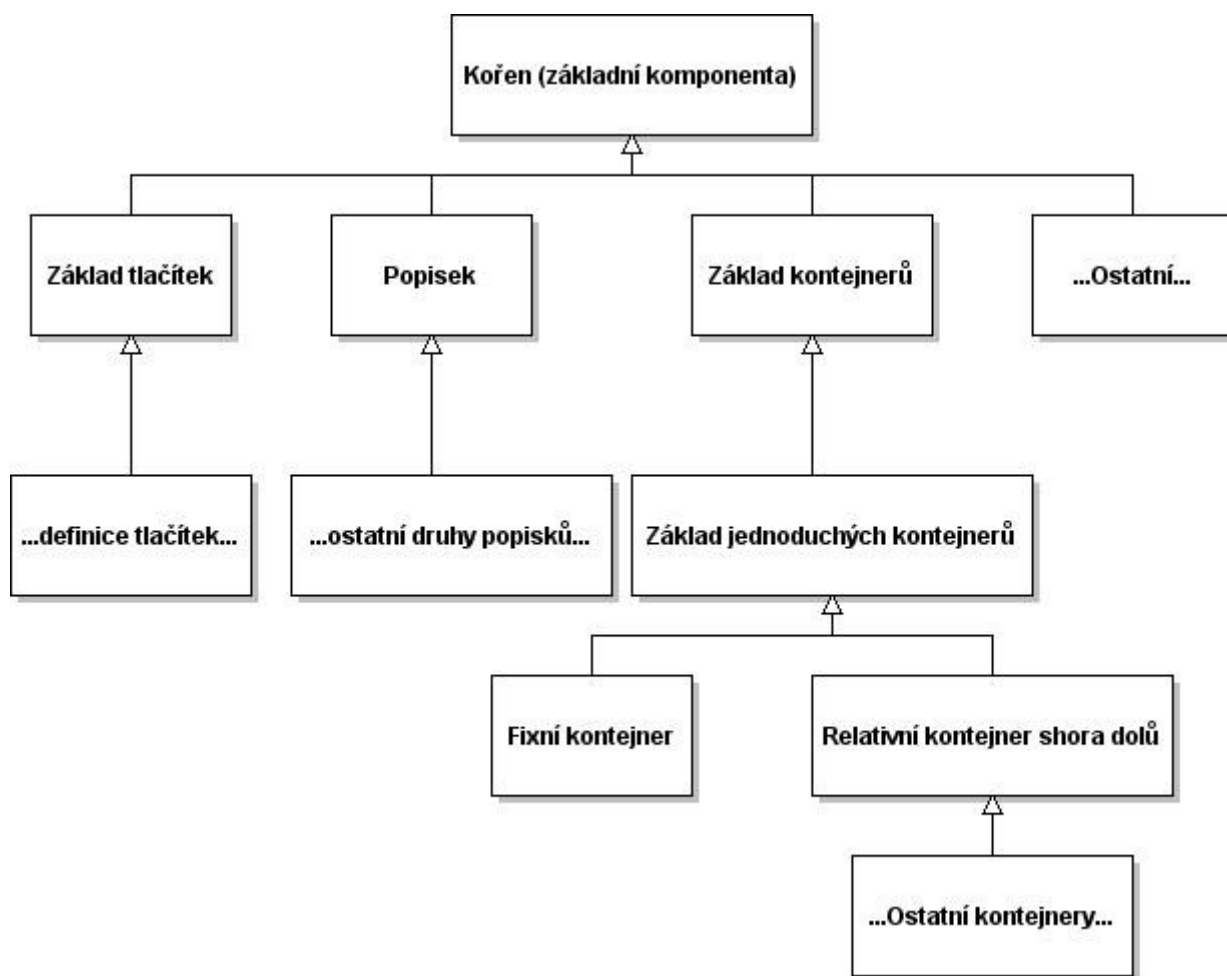 Kořen (základní komponenta)
Základ tlačítek
Popisek
Základ kontejnerů
...Ostatní...
...definice tlačítek...
...ostatní druhy popisků...
Základ jednoduchých kontejnerů
Fixní kontejner
Relativní kontejner shora dolů
...Ostatní kontejnery...